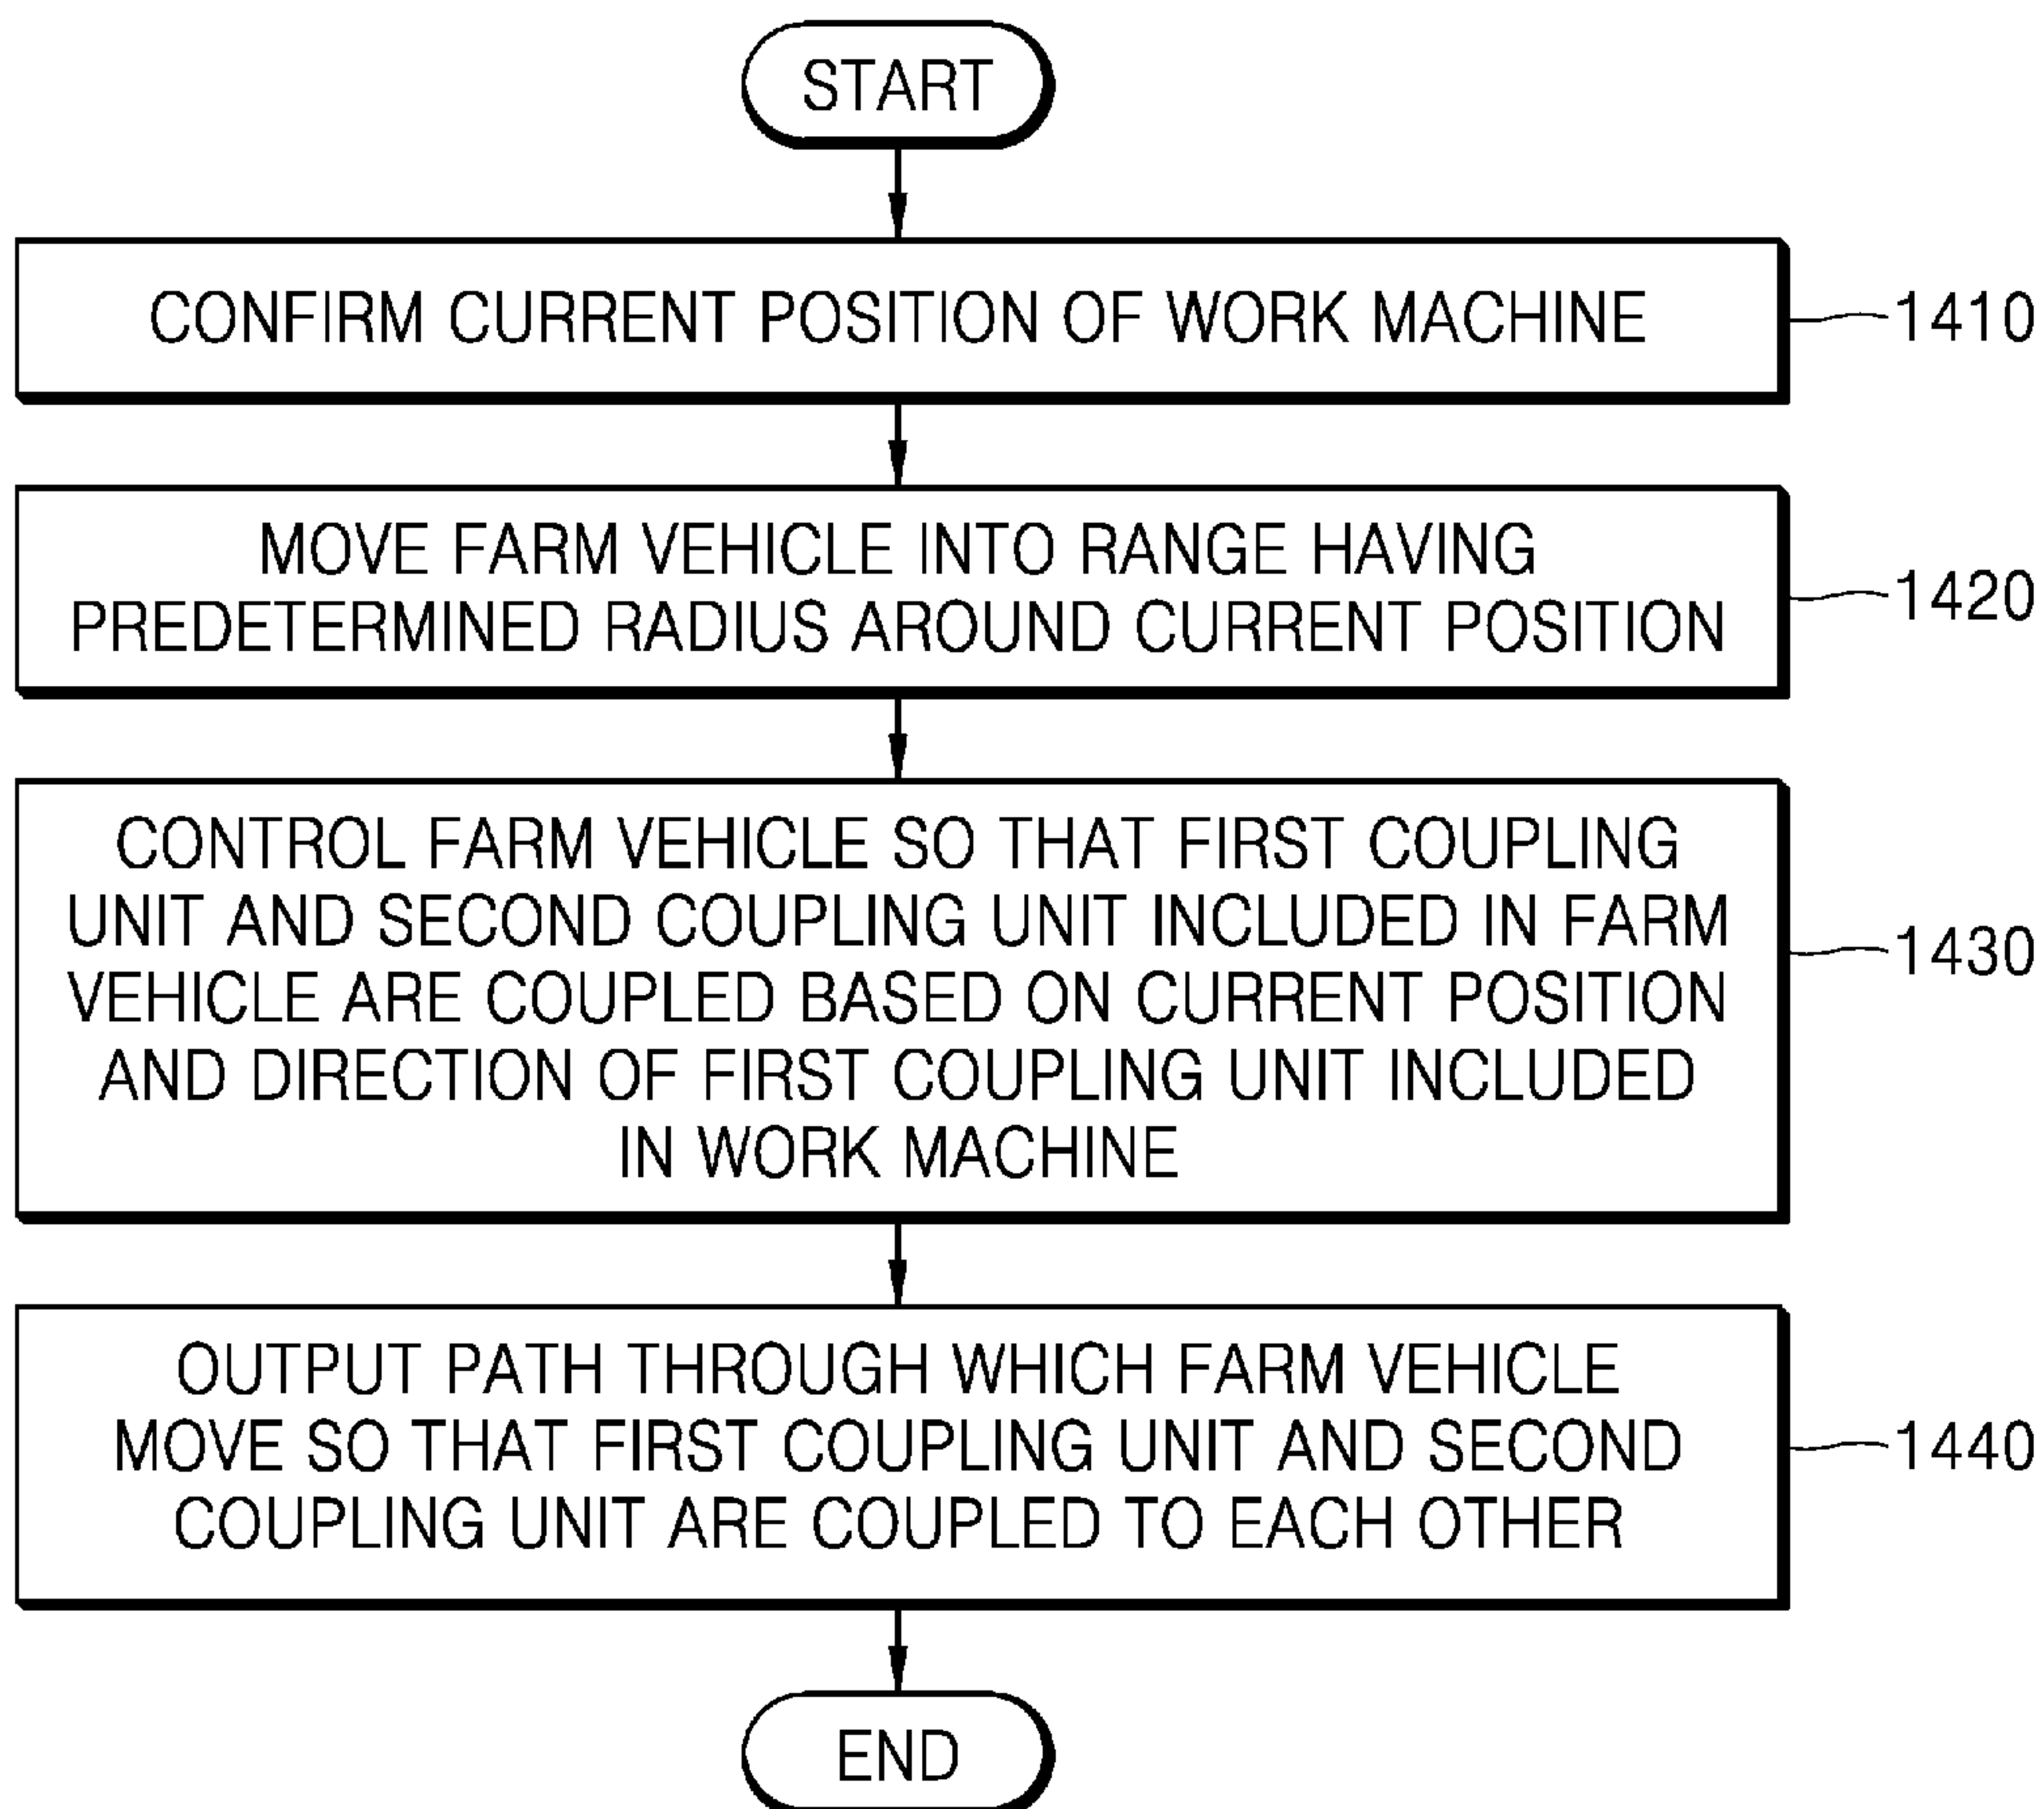 START
CONFIRM CURRENT POSITION OF WORK MACHINE
1410
MOVE FARM VEHICLE INTO RANGE HAVING
PREDETERMINED RADIUS AROUND CURRENT POSITION
1420
CONTROL FARM VEHICLE SO THAT FIRST COUPLING
UNIT AND SECOND COUPLING UNIT INCLUDED IN FARM
VEHICLE ARE COUPLED BASED ON CURRENT POSITION
AND DIRECTION OF FIRST COUPLING UNIT INCLUDED
IN WORK MACHINE
1430
OUTPUT PATH THROUGH WHICH FARM VEHICLE
MOVE SO THAT FIRST COUPLING UNIT AND SECOND
COUPLING UNIT ARE COUPLED TO EACH OTHER
1440
END